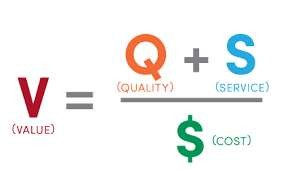 Q + S
(QUALITY) (SERVICE)
V =
(VALUE)
$
(COST)